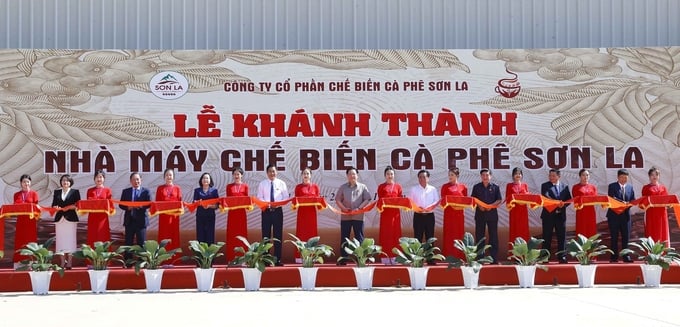 SƠN LA
CÔNG TY CỔ PHẦN CHẾ BIẾN CÀ PHÊ SƠN LA
LỄ KHÁNH THÀNH
NHÀ MÁY CHẾ BIẾN CÀ PHÊ SƠN LA